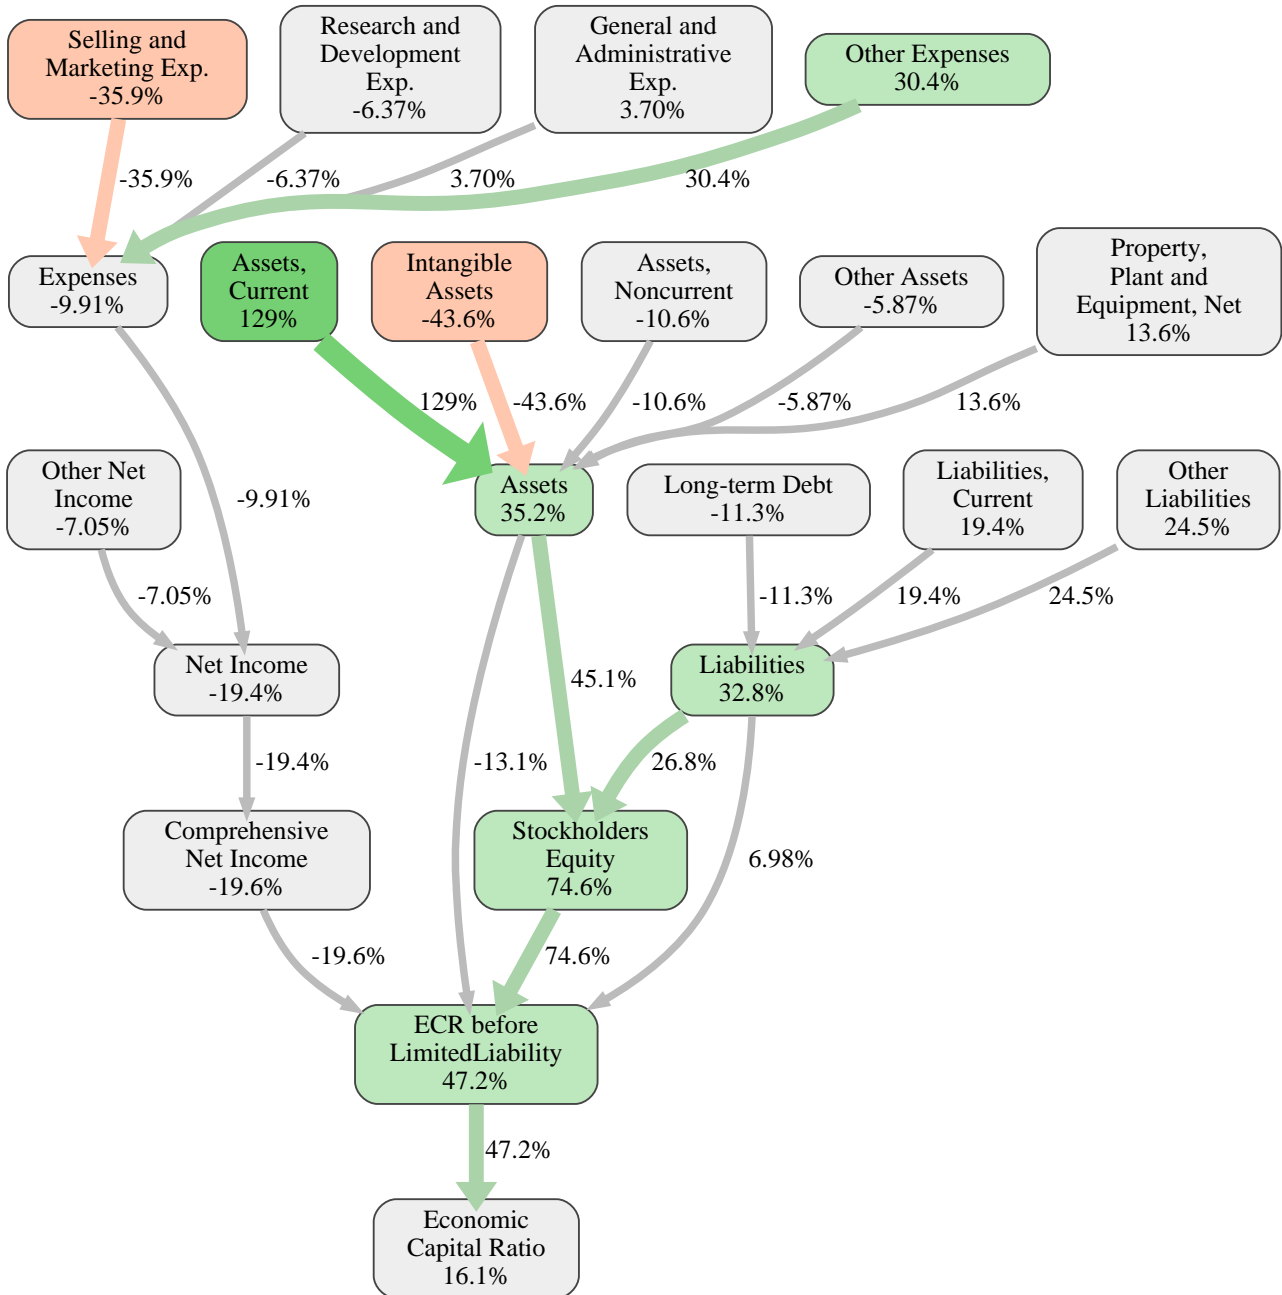 Selling and
Marketing Exp.
-35.9%
Research and
Development
Exp.
-6.37%
General and
Administrative
Exp.
3.70%
Other Expenses
30.4%
-35.9%
-6.37%
3.70%
30.4%
Expenses
-9.91%
Assets,
Current
129%
Intangible
Assets
-43.6%
Assets,
Noncurrent
-10.6%
Other Assets
-5.87%
Property,
Plant and
Equipment, Net
13.6%
129%
-43.6%
-10.6%
-5.87%
13.6%
Other Net
Income
-7.05%
-9.91%
Assets
35.2%
Long-term Debt
-11.3%
Liabilities,
Current
19.4%
Other
Liabilities
24.5%
-7.05%
-11.3%
19.4%
24.5%
Net Income
-19.4%
45.1%
Liabilities
32.8%
-19.4%
-13.1%
26.8%
Comprehensive
Net Income
-19.6%
Stockholders
Equity
74.6%
6.98%
-19.6%
74.6%
ECR before
LimitedLiability
47.2%
47.2%
Economic
Capital Ratio
16.1%